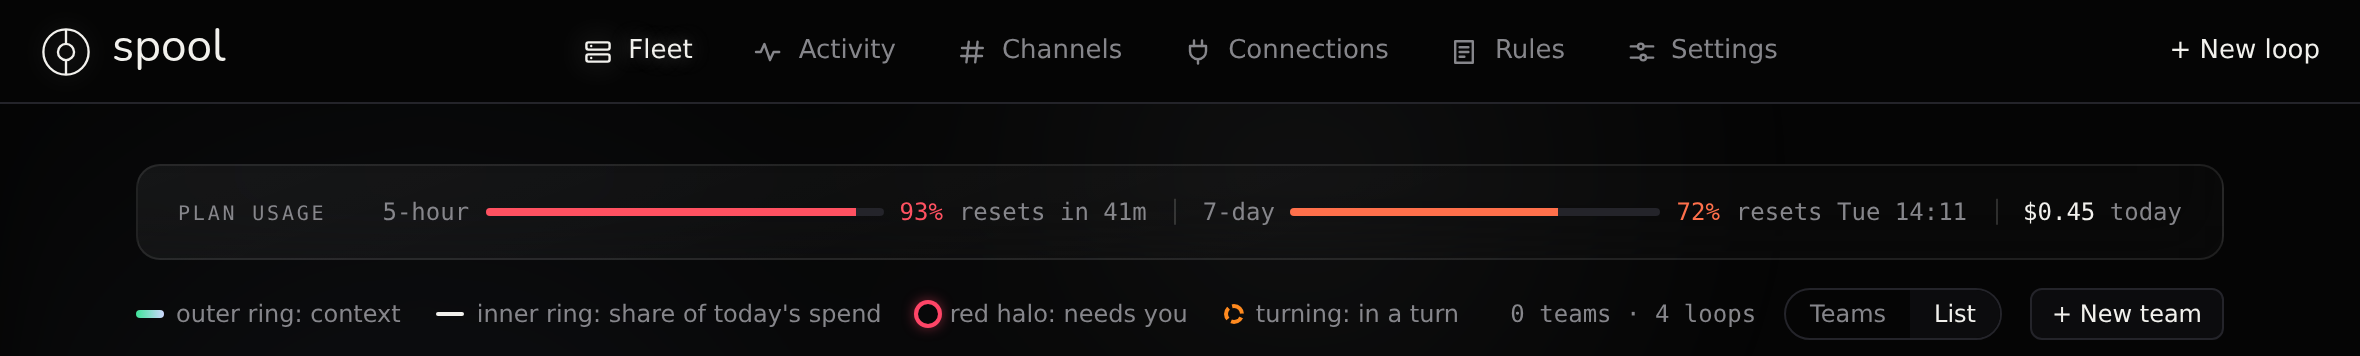 spool Fleet Activity Channels Connections Rules Settings + New loop
PLAN USAGE 5-hour 93% resets in 41m 7-day 72% resets Tue 14:11 $0.45 today
outer ring: context inner ring: share of today's spend red halo: needs you turning: in a turn 0 teams · 4 loops Teams List + New team